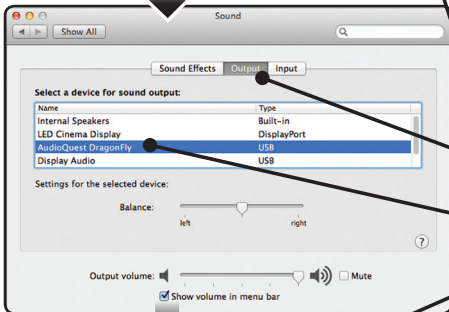 Sound
Show All
Sound Effects Output Input
Select a device for sound output:
Name Type
Internal Speakers Built-in
LED Cinema Display DisplayPort
AudioQuest DragonFly USB
Display Audio USB
Settings for the selected device:
Balance:
left right
?
Output volume: Mute
Show volume in menu bar